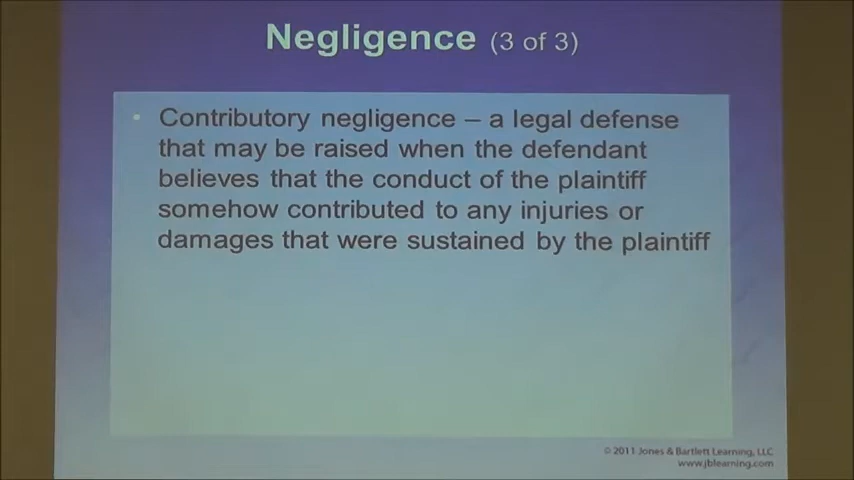 Negligence (3 of 3)
• Contributory negligence – a legal defense
that may be raised when the defendant
believes that the conduct of the plaintiff
somehow contributed to any injuries or
damages that were sustained by the plaintiff
© 2011 Jones & Bartlett Learning, LLC
www.jblearning.com